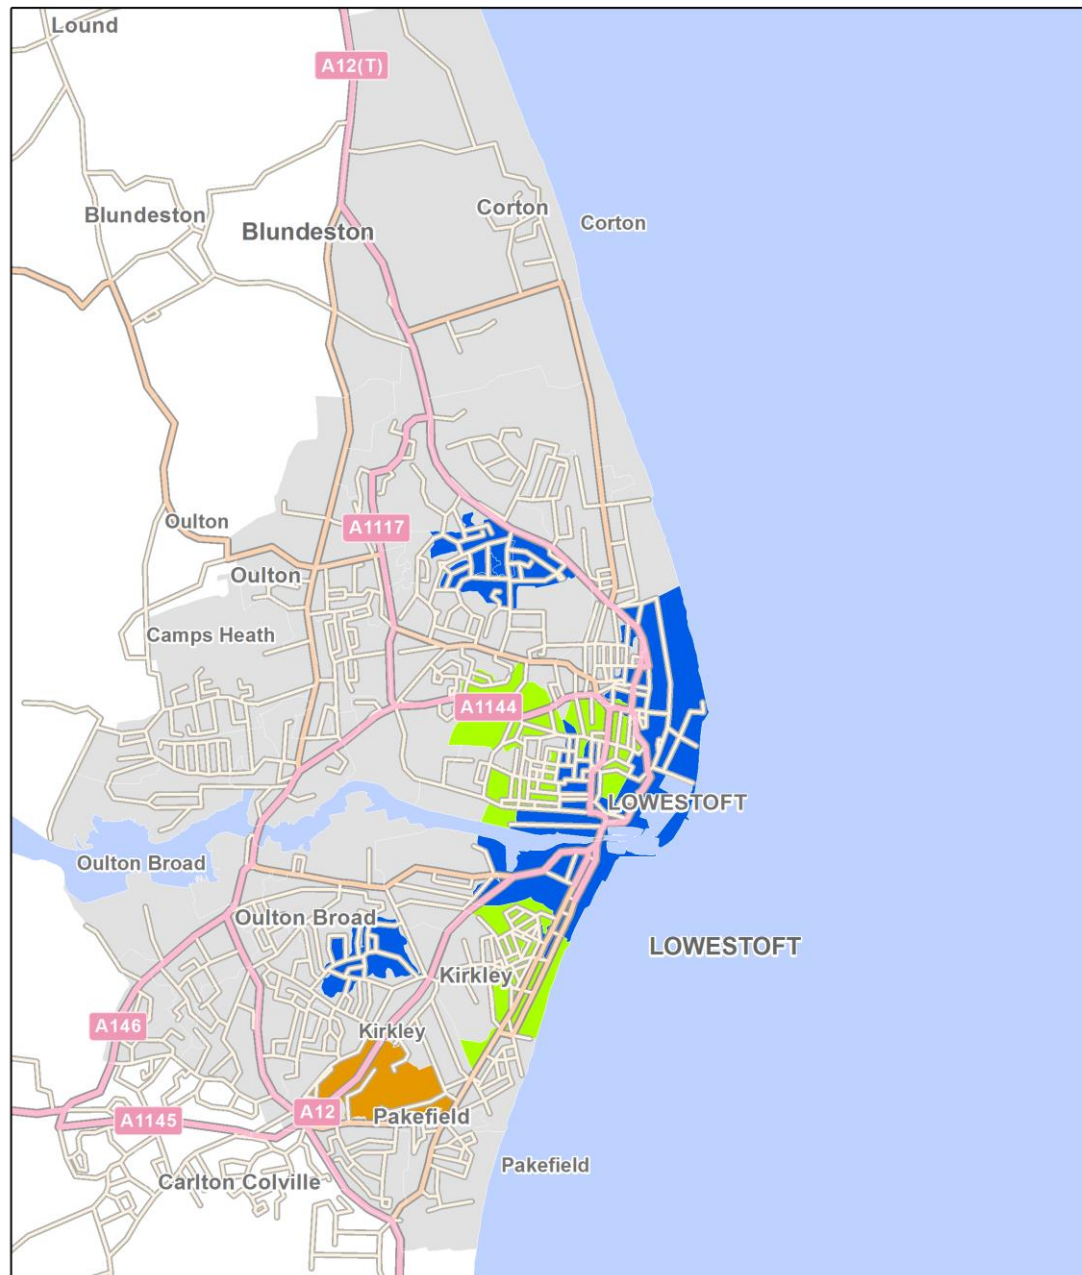 Lound
A12(T)
Corton
Blundeston
Corton
Blundeston
Oulton
A1117
Oulton
Camps Heath
A1144
LOWESTOFT
Oulton Broad
Oulton Broad
LOWESTOFT
Kirkley
A146
Kirkley
A12
Pakefield
A1145
Pakefield
Carlton Colville